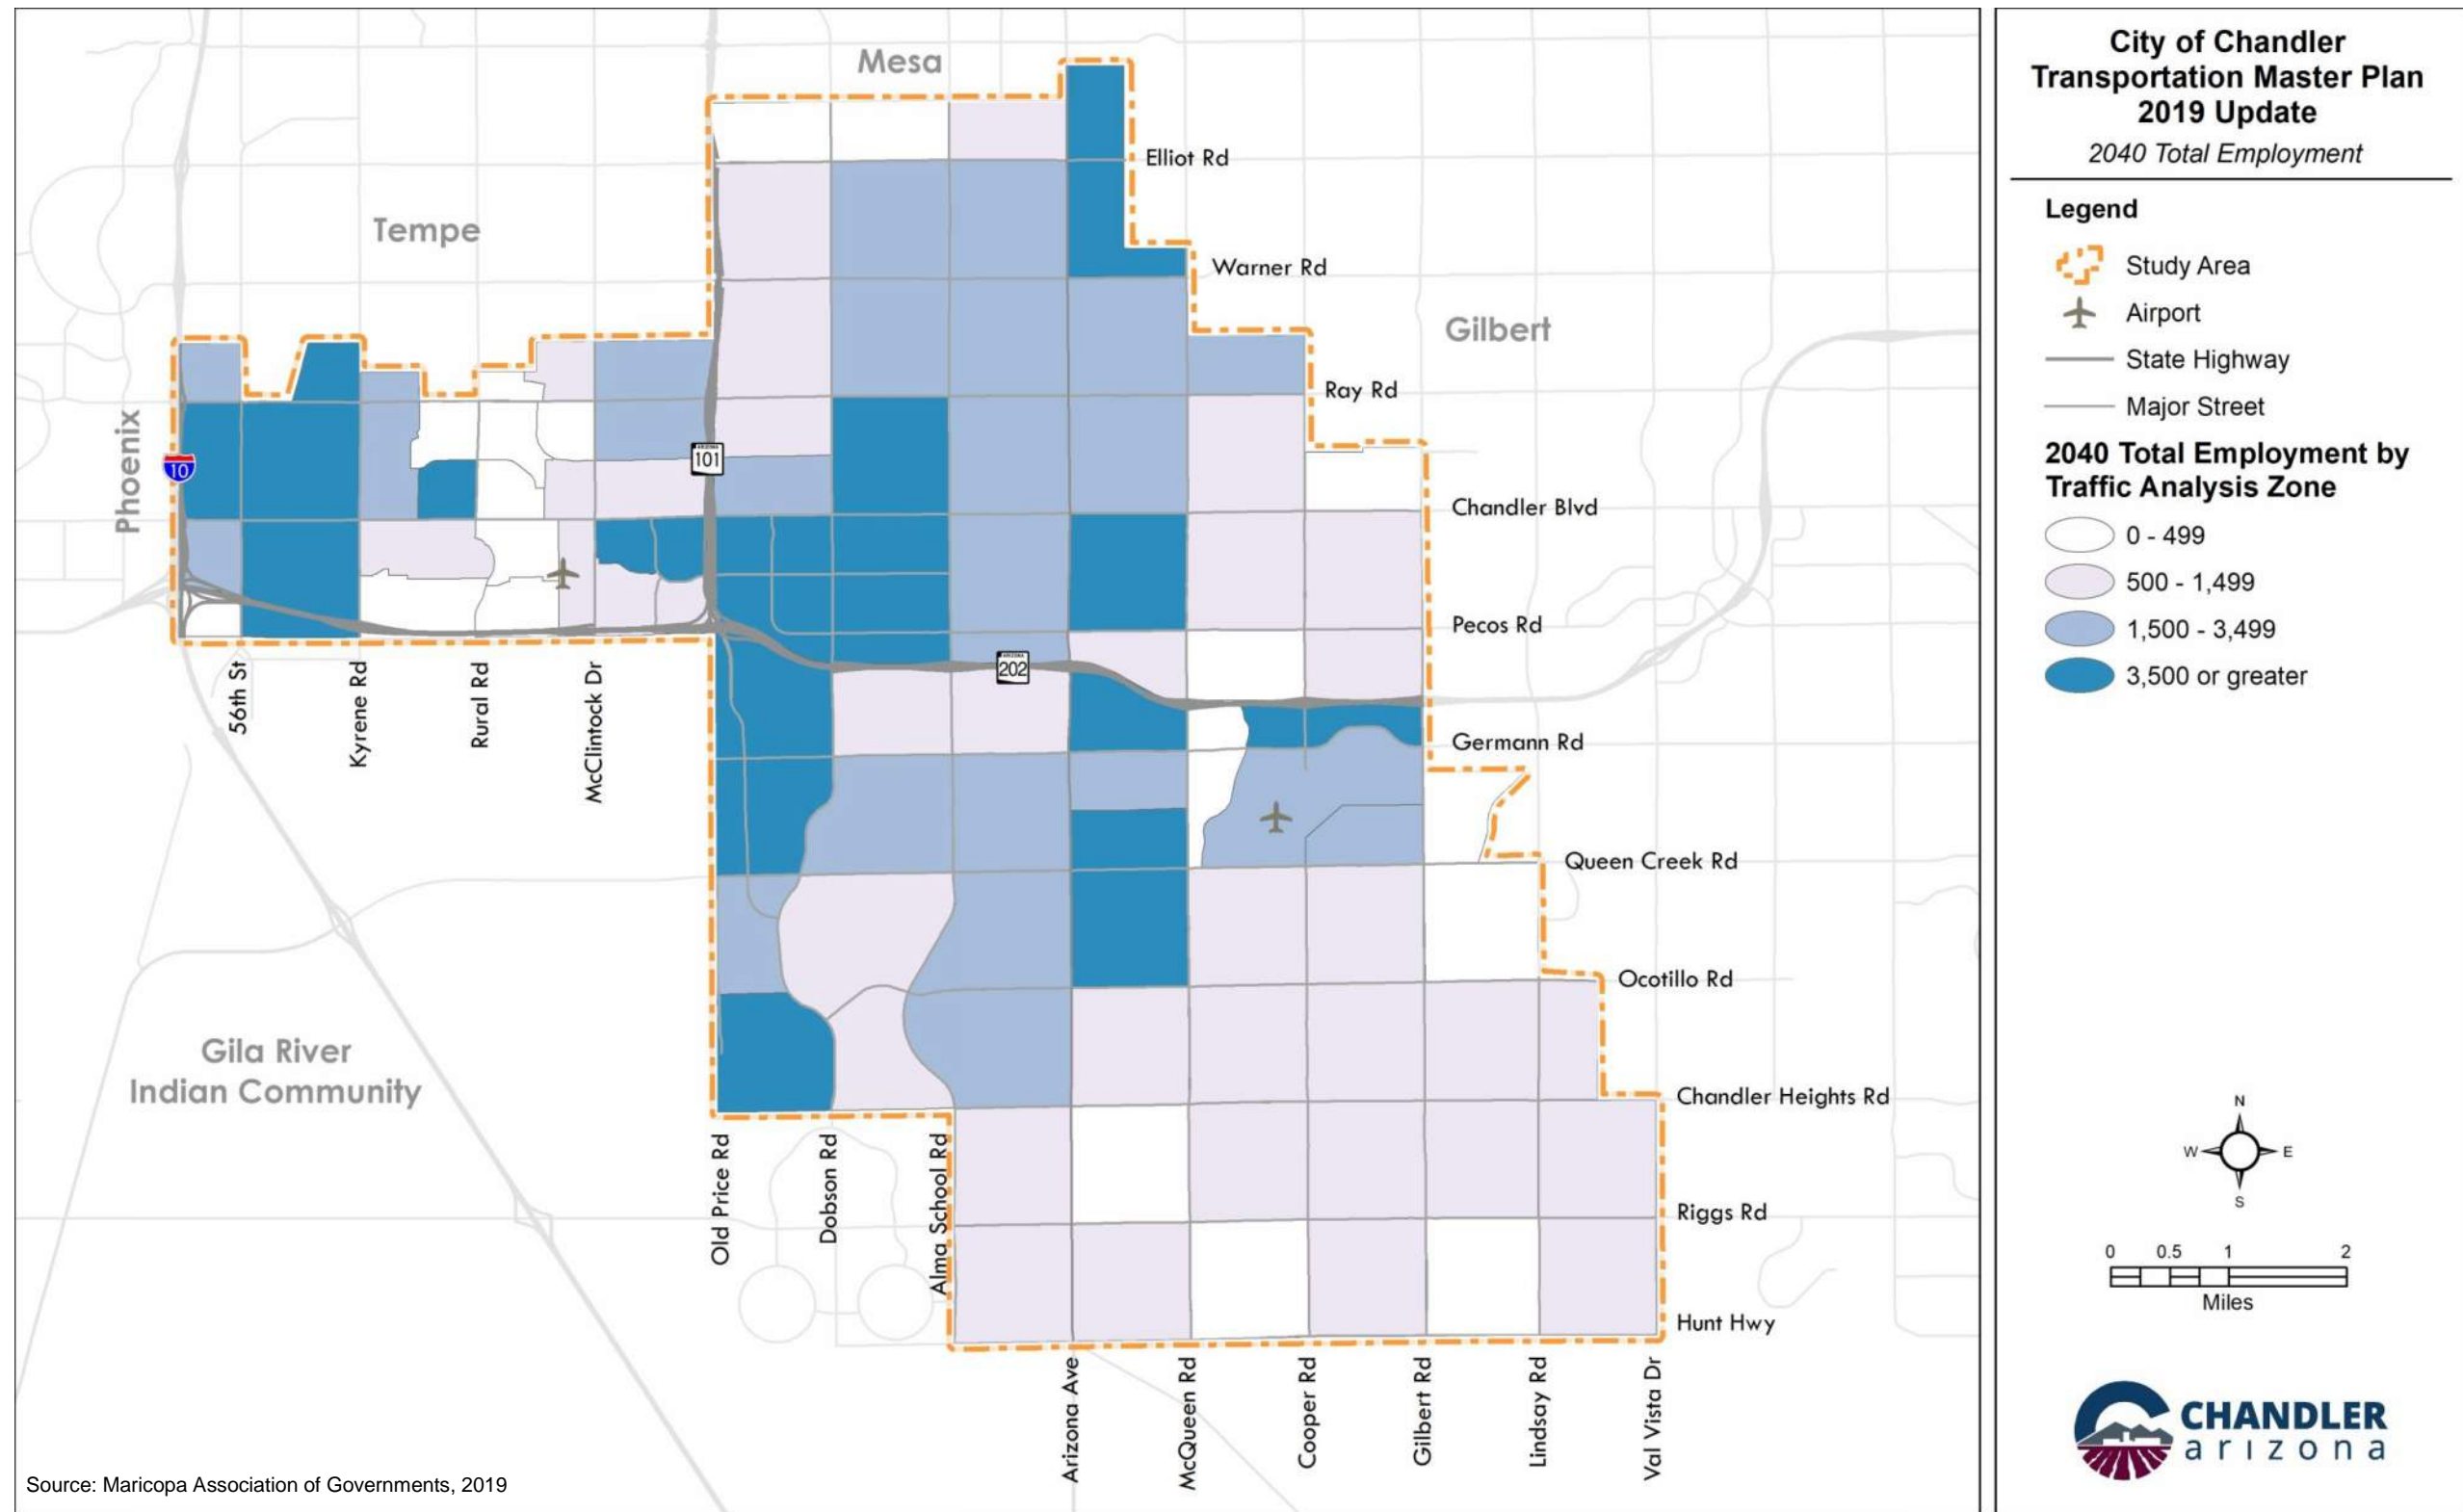 Mesa
Tempe
Gilbert
Phoenix
Gila River
Indian Community
Elliot Rd
Warner Rd
Ray Rd
Chandler Blvd
Pecos Rd
Germann Rd
Queen Creek Rd
Ocotillo Rd
Chandler Heights Rd
Riggs Rd
Hunt Hwy
10
ARIZONA
101
ARIZONA
202
56th St
Kyrene Rd
Rural Rd
McClintock Dr
Old Price Rd
Dobson Rd
Alma School Rd
Arizona Ave
McQueen Rd
Cooper Rd
Gilbert Rd
Lindsay Rd
Val Vista Dr
Source: Maricopa Association of Governments, 2019
City of Chandler
Transportation Master Plan
2019 Update
2040 Total Employment
Legend
Study Area
Airport
State Highway
Major Street
2040 Total Employment by
Traffic Analysis Zone
0 - 499
500 - 1,499
1,500 - 3,499
3,500 or greater
N
W E
S
0 0.5 1 2
Miles
CHANDLER
arizona